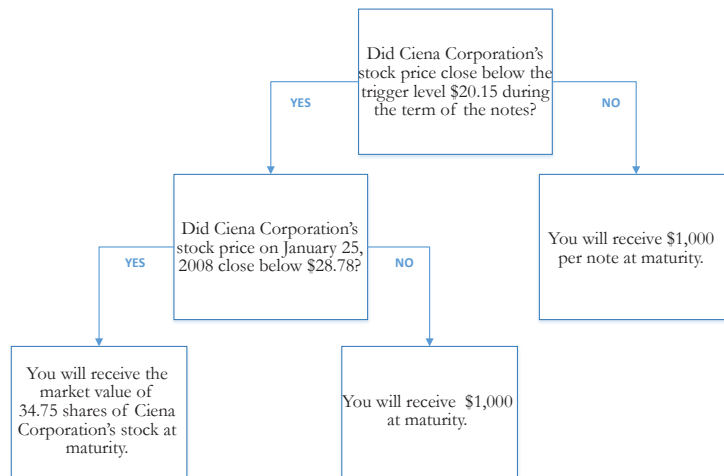 Did Ciena Corporation's
stock price close below the
trigger level $20.15 during
the term of the notes?
YES
NO
Did Ciena Corporation's
stock price on January 25,
2008 close below $28.78?
You will receive $1,000
per note at maturity.
YES
NO
You will receive the
market value of
34.75 shares of Ciena
Corporation's stock at
maturity.
You will receive $1,000
at maturity.